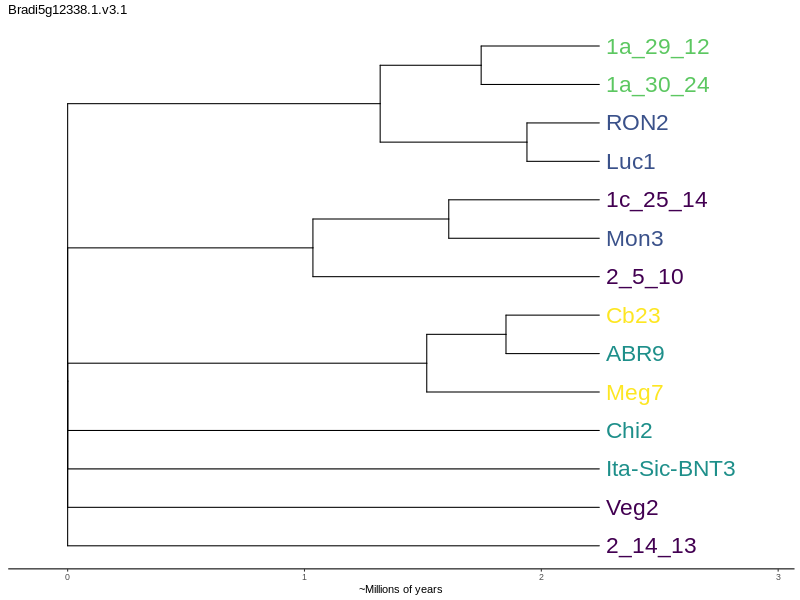 Bradi5g12338.1.v3.1
1a_29_12
1a_30_24
RON2
Luc1
1c_25_14
Mon3
2_5_10
Cb23
ABR9
Meg7
Chi2
Ita-Sic-BNT3
Veg2
2_14_13
0 1 2 3
~Millions of years